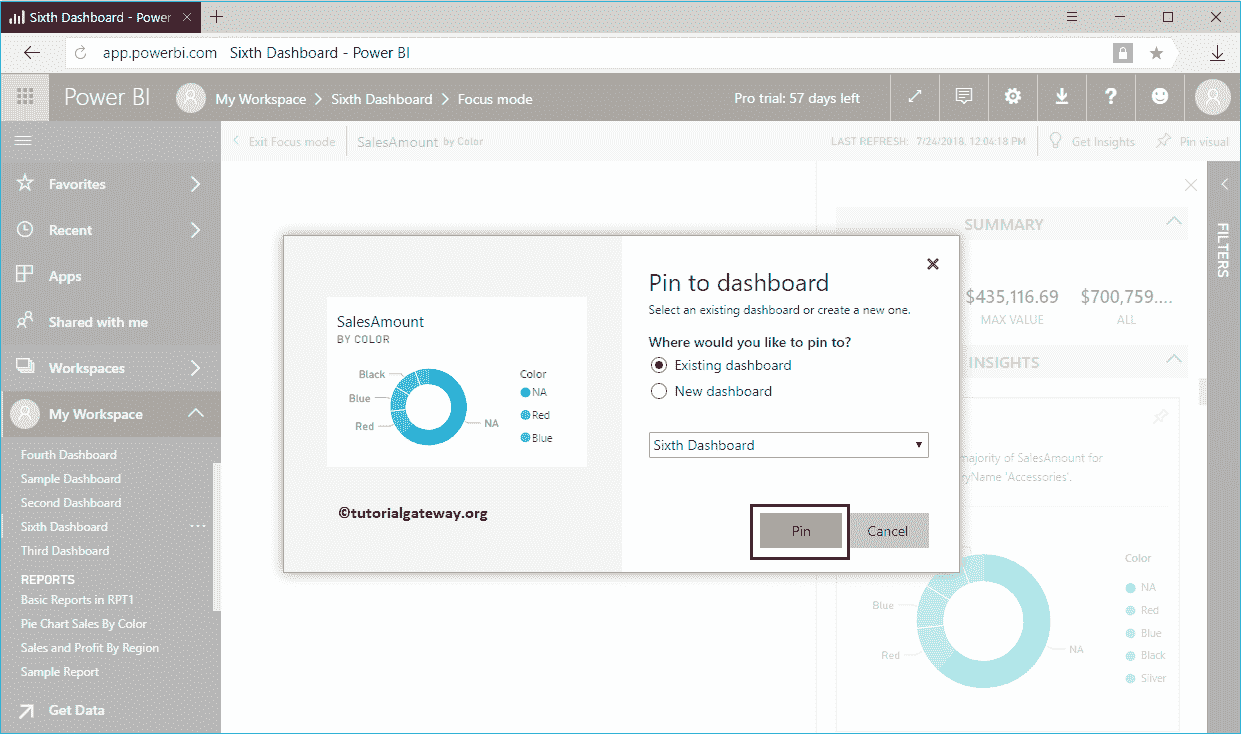 Sixth Dashboard - Power
app.powerbi.com Sixth Dashboard - Power BI
Power BI My Workspace > Sixth Dashboard > Focus mode Pro trial: 57 days left ?
Exit Focus mode SalesAmount by Color LAST REFRESH: 7/24/2018, 12:04:18 PM Get Insights Pin visual
Favorites
Recent
Apps
Shared with me
Workspaces
My Workspace
Fourth Dashboard
Sample Dashboard
Second Dashboard
Sixth Dashboard ...
Third Dashboard
REPORTS
Basic Reports in RPT1
Pie Chart Sales By Color
Sales and Profit By Region
Sample Report
Get Data
SalesAmount
BY COLOR
Black
Blue
Red
NA
Color
NA
Red
Blue
©tutorialgateway.org
Pin to dashboard
Select an existing dashboard or create a new one.
Where would you like to pin to?
Existing dashboard
New dashboard
Sixth Dashboard
Pin Cancel
SUMMARY
$435,116.69 $700,759....
MAX VALUE ALL
INSIGHTS
majority of SalesAmount for
ryName 'Accessories'.
Blue
Red
NA
Color
NA
Red
Blue
Black
Silver
FILTERS